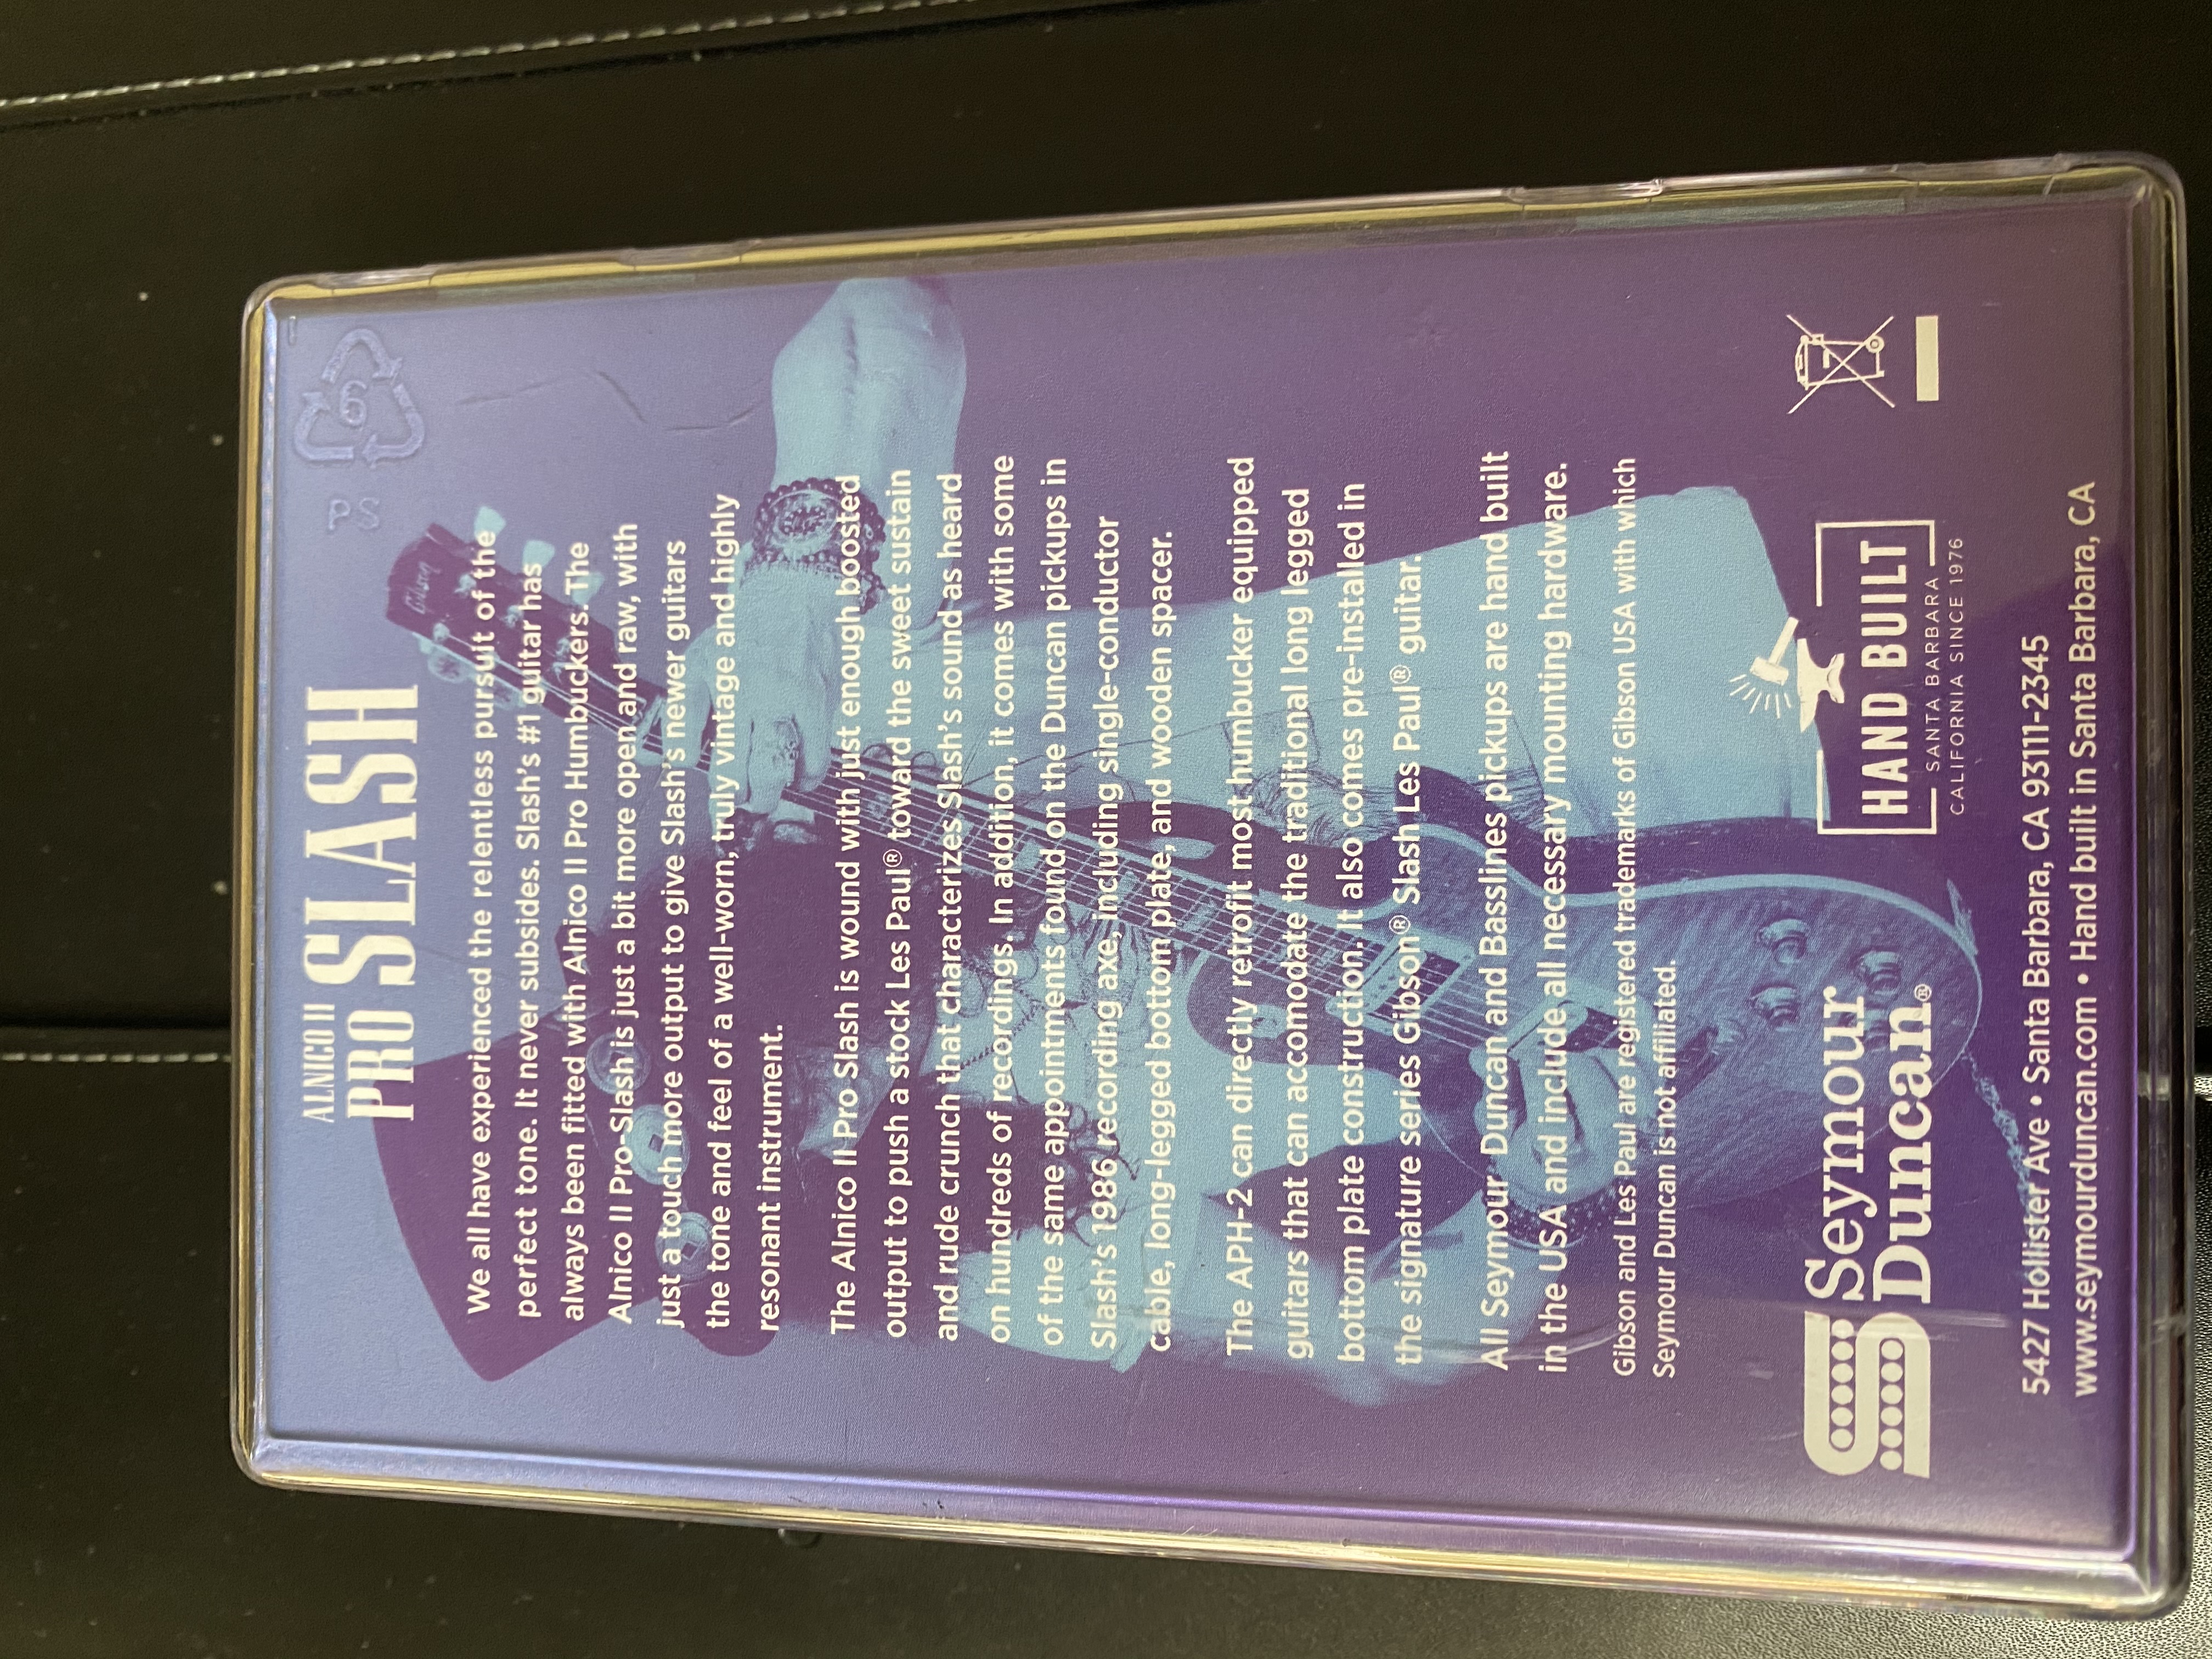 PS
6
ALNICO II
PRO SLASH
We all have experienced the relentless pursuit of the
perfect tone. It never subsides. Slash's #1 guitar has
always been fitted with Alnico II Pro Humbuckers. The
Alnico II Pro-Slash is just a bit more open and raw, with
just a touch more output to give Slash's newer guitars
the tone and feel of a well-worn, truly vintage and highly
resonant instrument.
The Alnico II Pro Slash is wound with just enough boosted
output to push a stock Les Paul® toward the sweet sustain
and rude crunch that characterizes Slash's sound as heard
on hundreds of recordings. In addition, it comes with some
of the same appointments found on the Duncan pickups in
Slash's 1986 recording axe, including single-conductor
cable, long-legged bottom plate, and wooden spacer.
The APH-2 can directly retrofit most humbucker equipped
guitars that can accomodate the traditional long legged
bottom plate construction. It also comes pre-installed in
the signature series Gibson® Slash Les Paul® guitar.
All Seymour Duncan and Basslines pickups are hand built
in the USA and include all necessary mounting hardware.
Gibson and Les Paul are registered trademarks of Gibson USA with which
Seymour Duncan is not affiliated.
Gibson
Seymour
Duncan®
HAND BUILT
SANTA BARBARA
CALIFORNIA SINCE 1976
5427 Hollister Ave • Santa Barbara, CA 93111-2345
www.seymourduncan.com • Hand built in Santa Barbara, CA